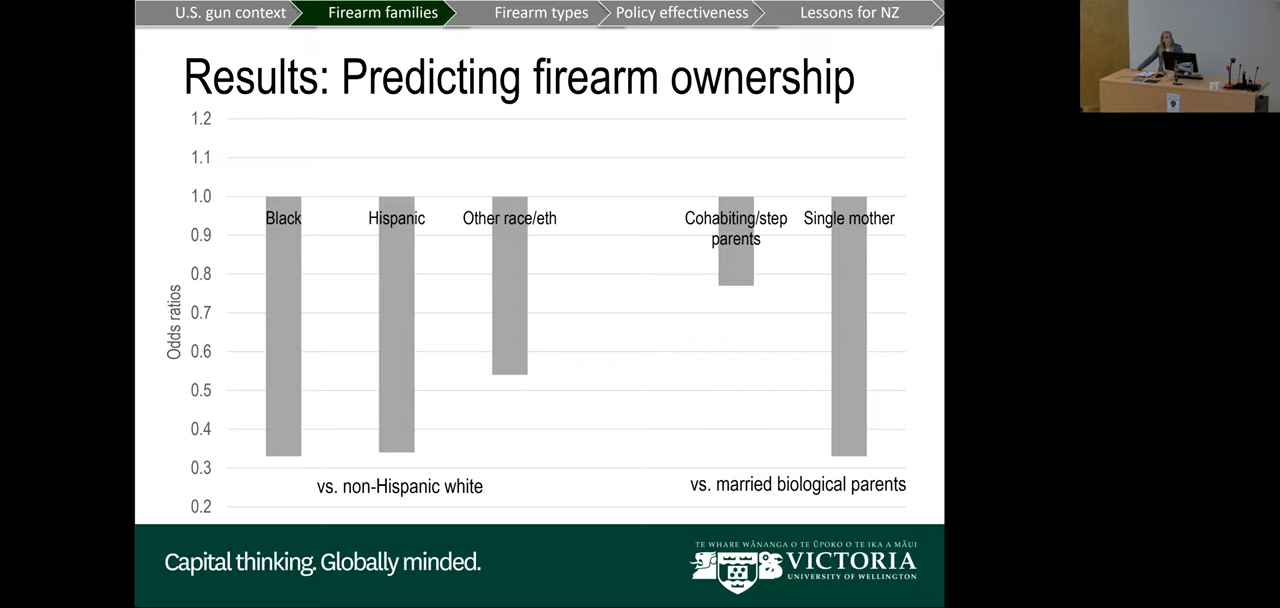 U.S. gun context
Firearm families
Firearm types
Policy effectiveness
Lessons for NZ
Results: Predicting firearm ownership
1.2
1.1
1.0
0.9
0.8
0.7
0.6
0.5
0.4
0.3
0.2
Odds ratios
Black
Hispanic
Other race/eth
Cohabiting/step
parents
Single mother
vs. non-Hispanic white
vs. married biological parents
Capital thinking. Globally minded.
TE WHARE WĀNANGA O TE ŪPOKO O TE IKA A MĀUI
VICTORIA
UNIVERSITY OF WELLINGTON